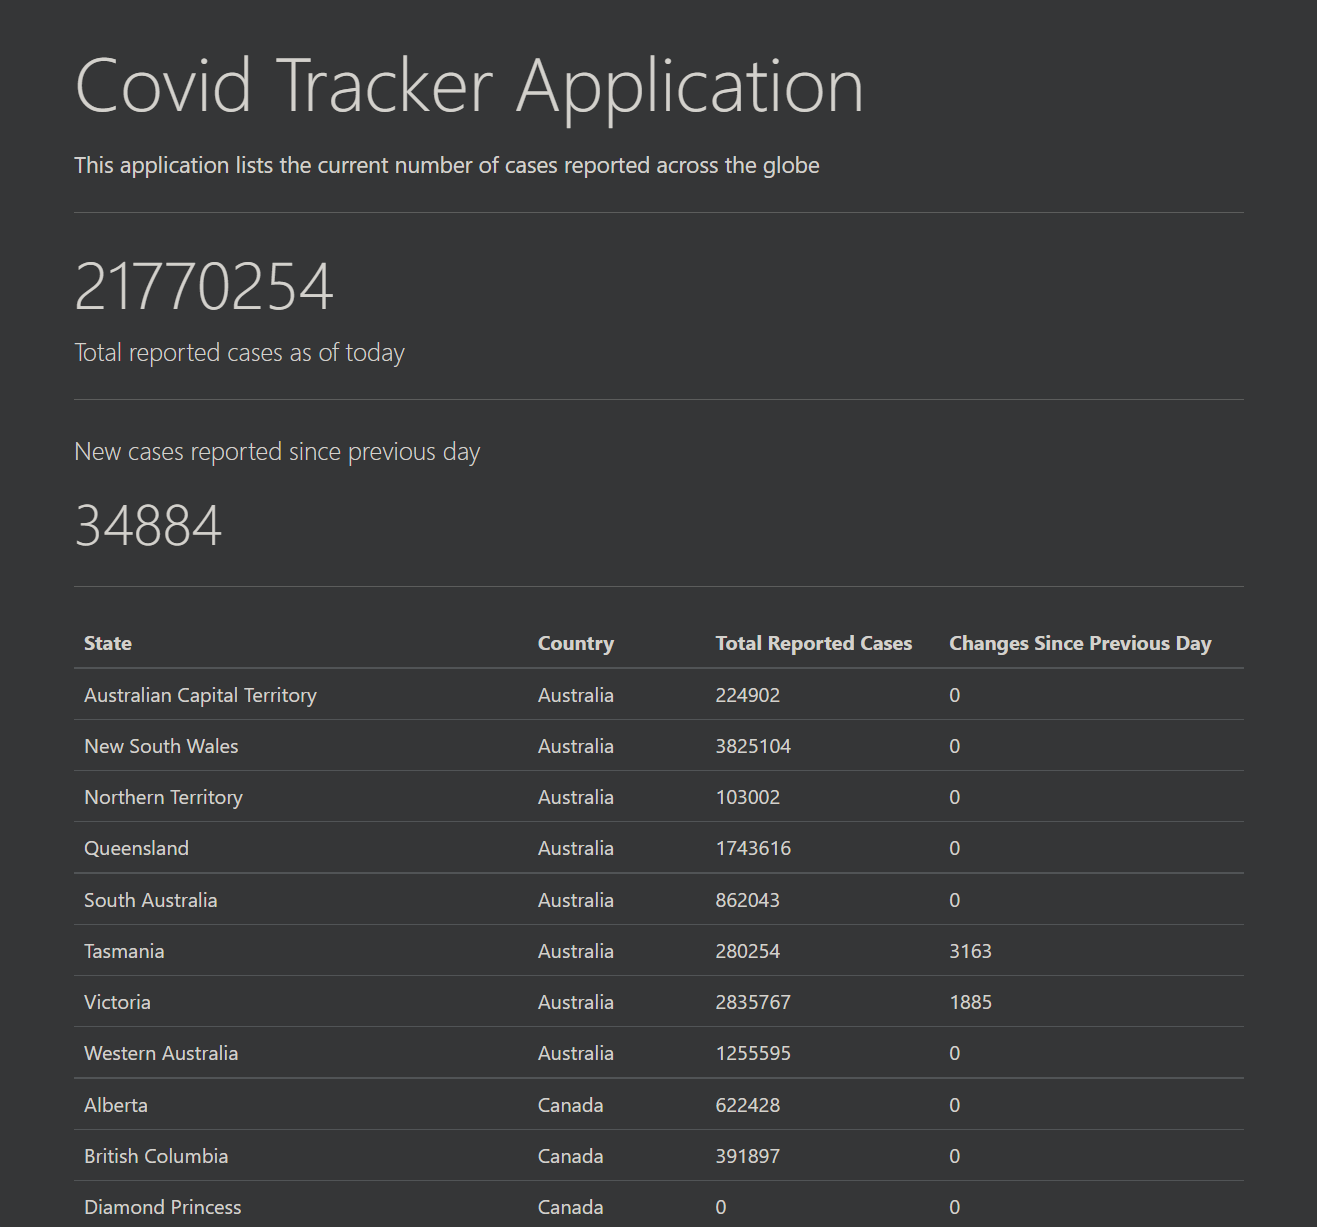 Covid Tracker Application
This application lists the current number of cases reported across the globe
21770254
Total reported cases as of today
New cases reported since previous day
34884
State Country Total Reported Cases Changes Since Previous Day
Australian Capital Territory Australia 224902 0
New South Wales Australia 3825104 0
Northern Territory Australia 103002 0
Queensland Australia 1743616 0
South Australia Australia 862043 0
Tasmania Australia 280254 3163
Victoria Australia 2835767 1885
Western Australia Australia 1255595 0
Alberta Canada 622428 0
British Columbia Canada 391897 0
Diamond Princess Canada 0 0